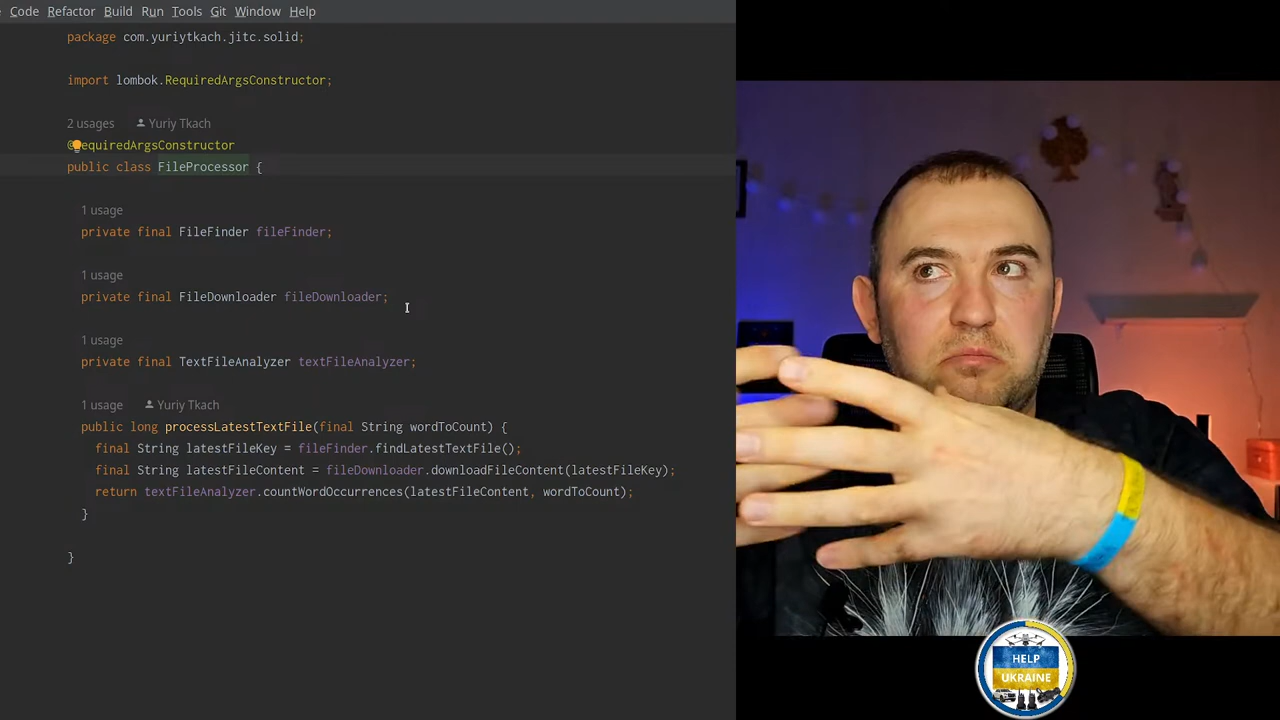 Code Refactor Build Run Tools Git Window Help
package com.yuriytkach.jitc.solid;
import lombok.RequiredArgsConstructor;
2 usages Yuriy Tkach
@RequiredArgsConstructor
public class FileProcessor {
1 usage
private final FileFinder fileFinder;
1 usage
private final FileDownloader fileDownloader;
1 usage
private final TextFileAnalyzer textFileAnalyzer;
1 usage Yuriy Tkach
public long processLatestTextFile(final String wordToCount) {
final String latestFileKey = fileFinder.findLatestTextFile();
final String latestFileContent = fileDownloader.downloadFileContent(latestFileKey);
return textFileAnalyzer.countWordOccurrences(latestFileContent, wordToCount);
}
}
HELP
UKRAINE